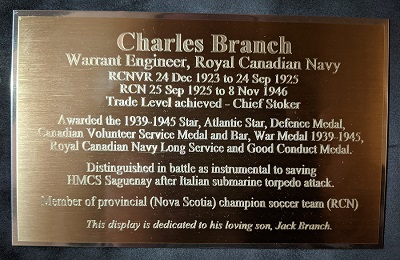 Charles Branch
Warrant Engineer, Royal Canadian Navy
RCNVR 24 Dec 1923 to 24 Sep 1925
RCN 25 Sep 1925 to 8 Nov 1946
Trade Level achieved - Chief Stoker
Awarded the 1939-1945 Star, Atlantic Star, Defence Medal,
Canadian Volunteer Service Medal and Bar, War Medal 1939-1945,
Royal Canadian Navy Long Service and Good Conduct Medal.
Distinguished in battle as instrumental to saving
HMCS Saguenay after Italian submarine torpedo attack.
Member of provincial (Nova Scotia) champion soccer team (RCN)
This display is dedicated to his loving son, Jack Branch.